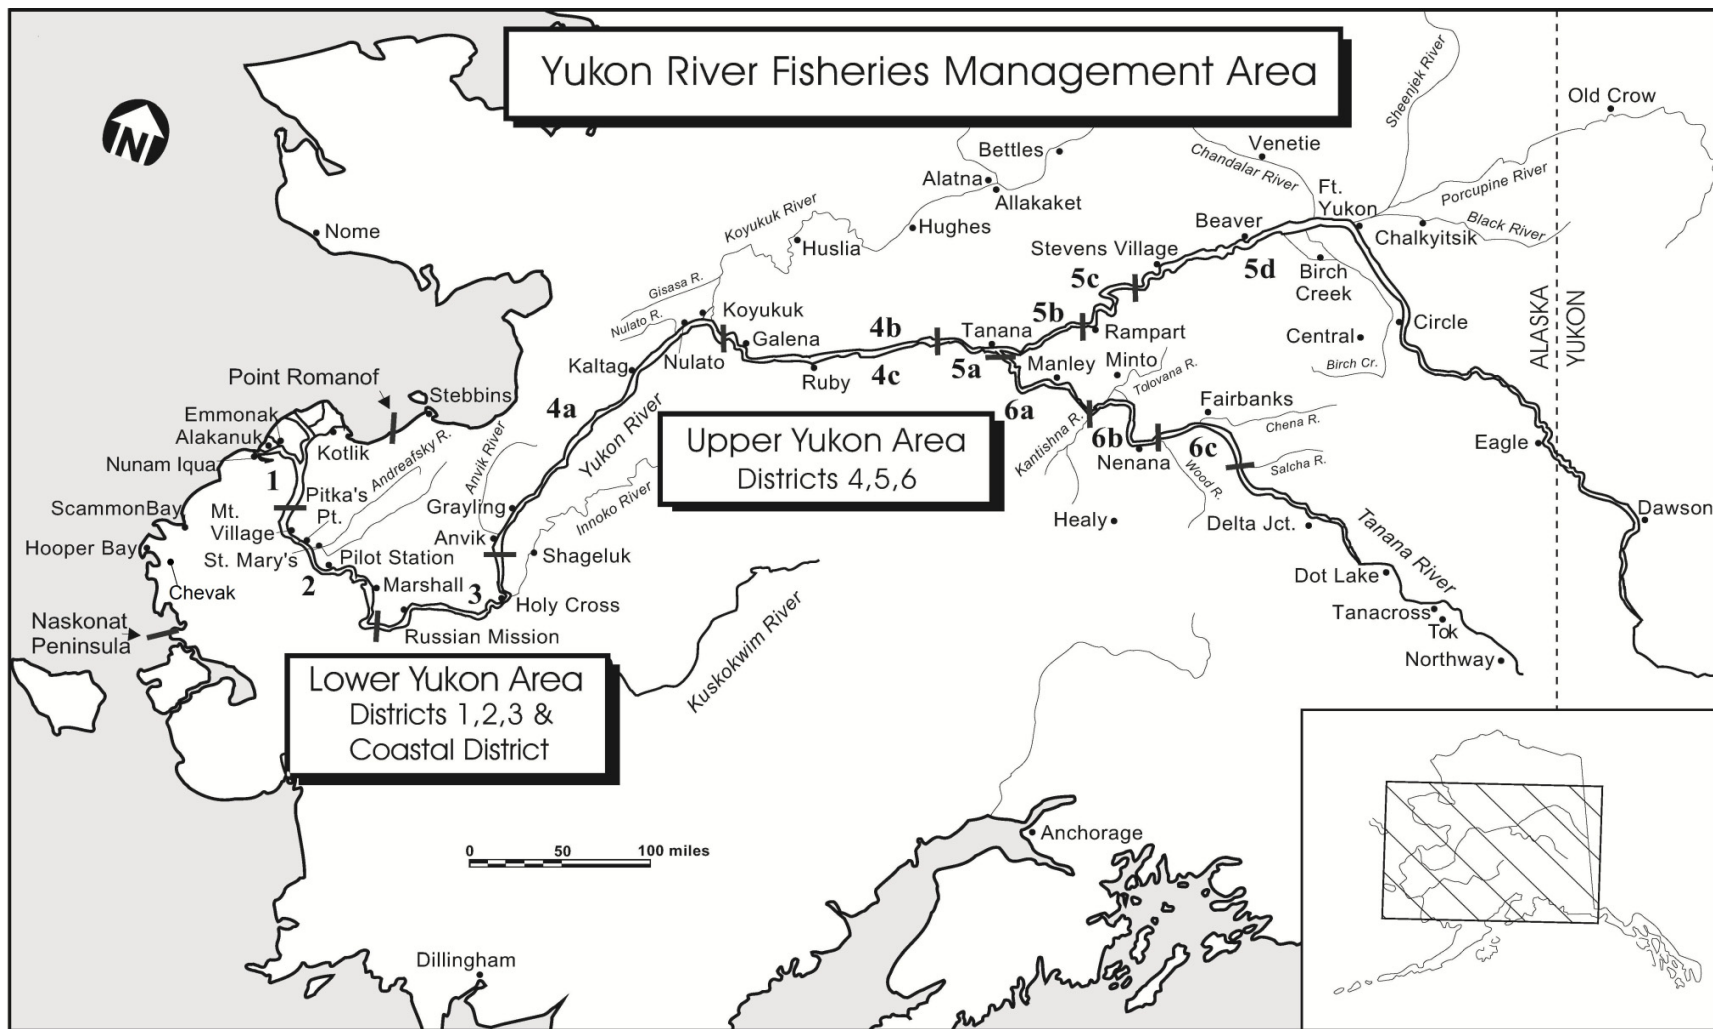 Yukon River Fisheries Management Area
N
Nome
Koyukuk River
Huslia
Hughes
Alatna
Allakaket
Bettles
Venetie
Chandalar River
Sheenjek River
Old Crow
Porcupine River
Black River
Chalkyitsik
Ft.
Yukon
Beaver
Stevens Village
5c
5d
Birch
Creek
Central
Birch Cr.
Circle
ALASKA
YUKON
Gisasa R.
Nulato R.
Koyukuk
Galena
Nulato
Kaltag
4a
Yukon River
4b
Ruby
4c
Tanana
5a
5b
Rampart
Manley
Minto
Tolovana R.
6a
Kantishna R.
6b
Nenana
Fairbanks
Chena R.
6c
Wood R.
Salcha R.
Eagle
Dawson
Healy
Delta Jct.
Tanana River
Dot Lake
Tanacross
Tok
Northway
Upper Yukon Area
Districts 4,5,6
Point Romanof
Stebbins
Emmonak
Alakanuk
Nunam Iqua
Kotlik
1
Andreafsky R.
Anvik River
Scammon Bay
Mt.
Village
Pitka's
Pt.
Hooper Bay
St. Mary's
Pilot Station
Chevak
2
Marshall
Grayling
Anvik
Innoko River
Shageluk
3
Holy Cross
Russian Mission
Naskonat
Peninsula
Lower Yukon Area
Districts 1,2,3 &
Coastal District
Kuskokwim River
0 50 100 miles
Anchorage
Dillingham